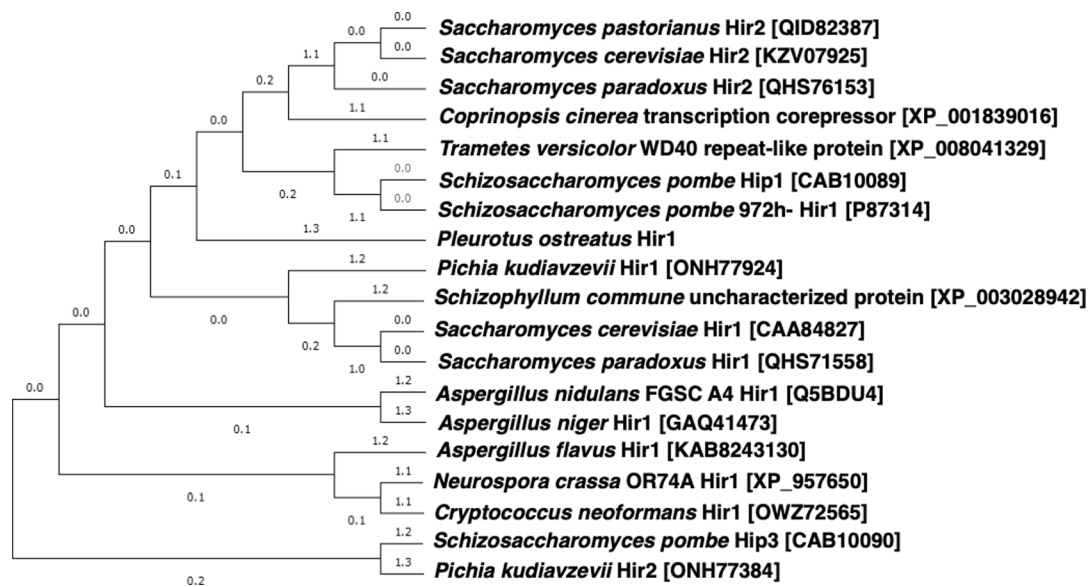 0.0
Saccharomyces pastorianus Hir2 [QID82387]
0.0
0.0
Saccharomyces cerevisiae Hir2 [KZV07925]
1.1
0.0
Saccharomyces paradoxus Hir2 [QHS76153]
0.2
1.1
Coprinopsis cinerea transcription corepressor [XP_001839016]
0.0
1.1
Trametes versicolor WD40 repeat-like protein [XP_008041329]
0.0
Schizosaccharomyces pombe Hip1 [CAB10089]
0.1
0.2
0.0
Schizosaccharomyces pombe 972h- Hir1 [P87314]
1.1
0.0
1.3
Pleurotus ostreatus Hir1
1.2
Pichia kudiavzevii Hir1 [ONH77924]
1.2
Schizophyllum commune uncharacterized protein [XP_003028942]
0.0
0.0
0.0
Saccharomyces cerevisiae Hir1 [CAA84827]
0.2
0.0
Saccharomyces paradoxus Hir1 [QHS71558]
1.0
0.0
1.2
Aspergillus nidulans FGSC A4 Hir1 [Q5BDU4]
1.3
Aspergillus niger Hir1 [GAQ41473]
0.1
1.2
Aspergillus flavus Hir1 [KAB8243130]
1.1
Neurospora crassa OR74A Hir1 [XP_957650]
0.1
1.1
Cryptococcus neoformans Hir1 [OWZ72565]
0.1
1.2
Schizosaccharomyces pombe Hip3 [CAB10090]
1.3
Pichia kudiavzevii Hir2 [ONH77384]
0.2